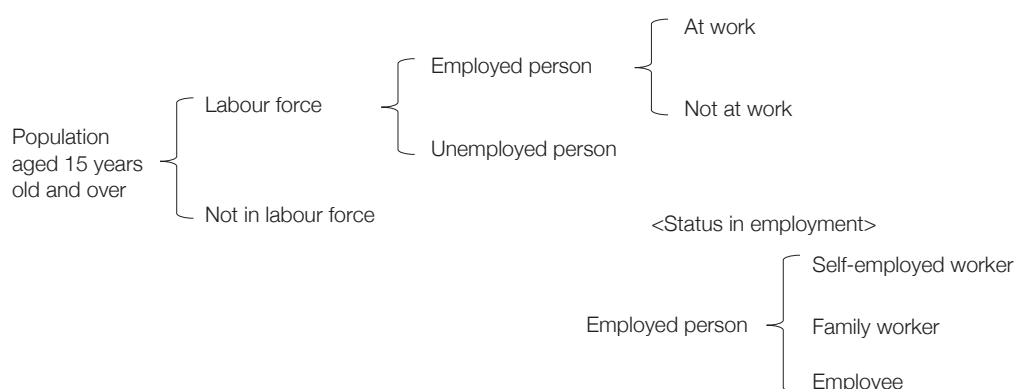 At work
Employed person
Labour force
Not at work
Population
aged 15 years
old and over
Unemployed person
Not in labour force
<Status in employment>
Self-employed worker
Employed person
Family worker
Employee